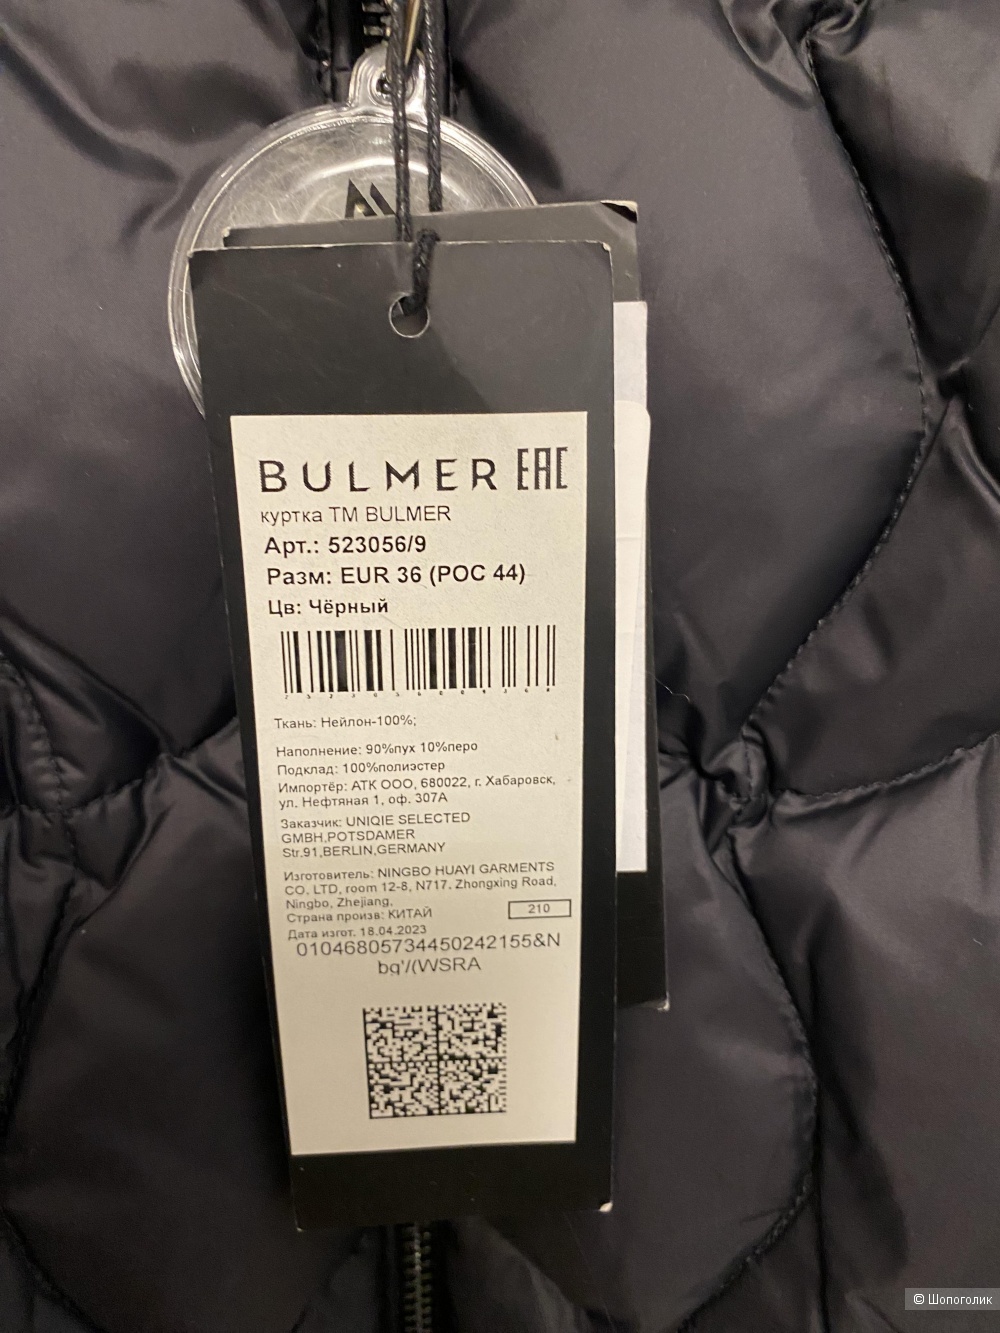 BULMER EAC
куртка ТМ BULMER
Арт.: 523056/9
Разм: EUR 36 (РОС 44)
Цв: Чёрный
Ткань: Нейлон-100%;
Наполнение: 90%пух 10%перо
Подклад: 100%полиэстер
Импортёр: АТК ООО, 680022, г. Хабаровск,
ул. Нефтяная 1, оф. 307А
Заказчик: UNIQIE SELECTED
GMBH,POTSDAMER
Str.91,BERLIN,GERMANY
Изготовитель: NINGBO HUAYI GARMENTS
CO. LTD, room 12-8, N717. Zhongxing Road,
Ningbo, Zhejiang,
Страна произв: КИТАЙ
210
Дата изгот. 18.04.2023
01046805734450242155&N
bq'/(WSRA
© Шопоголик